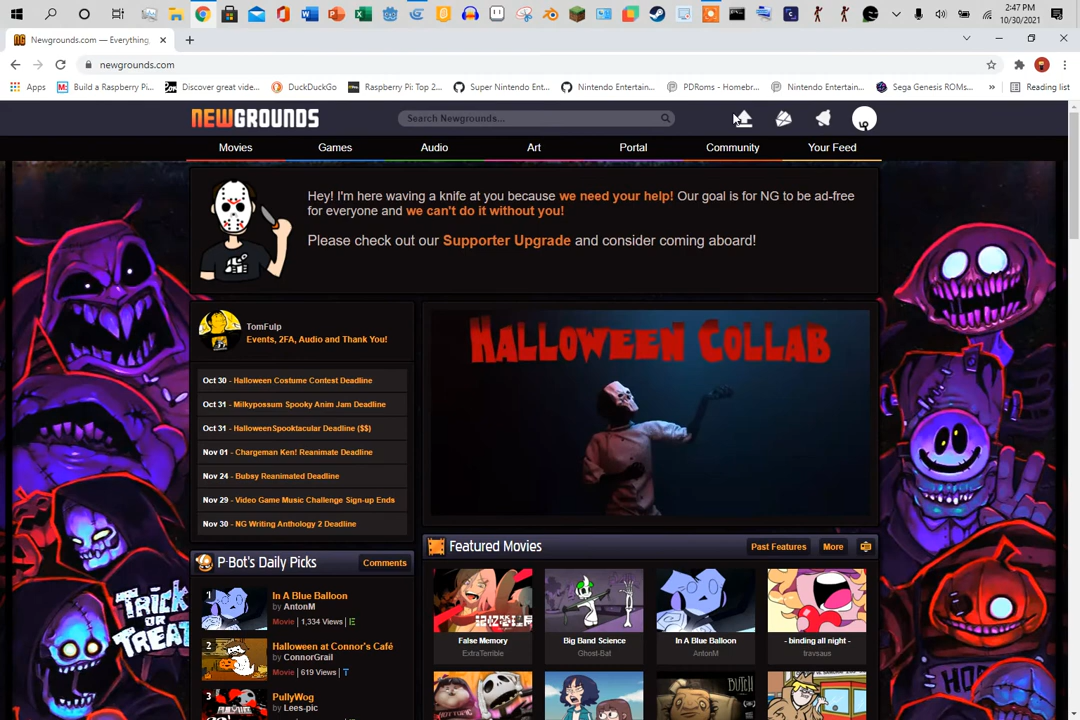 2:47 PM
10/30/2021
Newgrounds.com — Everything,
newgrounds.com
Apps
Build a Raspberry Pi...
Discover great vide...
DuckDuckGo
Raspberry Pi: Top 2...
Super Nintendo Ent...
Nintendo Entertain...
PDRoms - Homebr...
Nintendo Entertain...
Sega Genesis ROMs...
»
Reading list
NEWGROUNDS
Search Newgrounds...
Movies
Games
Audio
Art
Portal
Community
Your Feed
Hey! I'm here waving a knife at you because we need your help! Our goal is for NG to be ad-free
for everyone and we can't do it without you!
Please check out our Supporter Upgrade and consider coming aboard!
TomFulp
Events, 2FA, Audio and Thank You!
Oct 30 - Halloween Costume Contest Deadline
Oct 31 - Milkypossum Spooky Anim Jam Deadline
Oct 31 - HalloweenSpooktacular Deadline ($$)
Nov 01 - Chargeman Ken! Reanimate Deadline
Nov 24 - Bubsy Reanimated Deadline
Nov 29 - Video Game Music Challenge Sign-up Ends
Nov 30 - NG Writing Anthology 2 Deadline
HALLOWEEN COLLAB
P-Bot's Daily Picks
Comments
1
In A Blue Balloon
by AntonM
Movie | 1,334 Views | E
2
Halloween at Connor's Café
by ConnorGrail
Movie | 619 Views | T
3
PullyWog
by Lees-pic
Featured Movies
Past Features
More
False Memory
ExtraTerrible
Big Band Science
Ghost-Bat
In A Blue Balloon
AntonM
- binding all night -
travsaus
BUTCH
TRICK
OR
TREAT